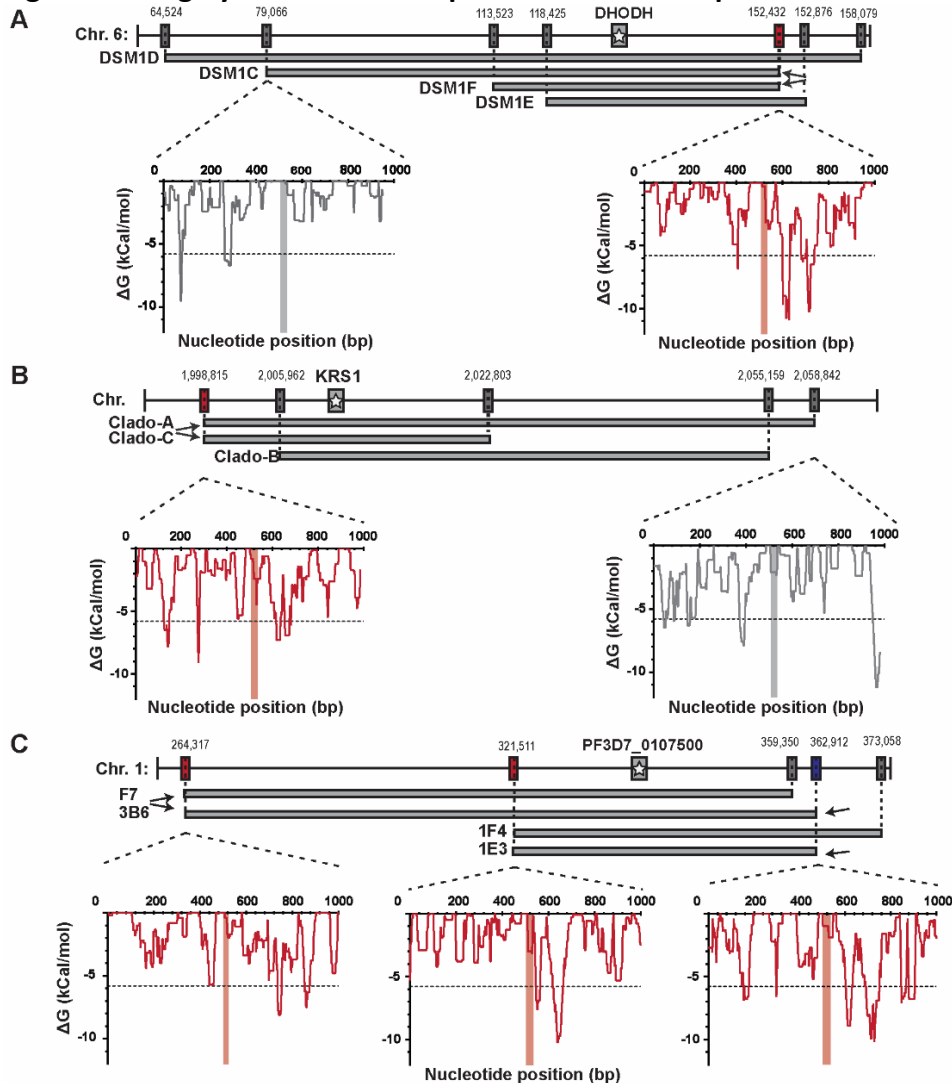 A
64,524 79,066 113,523 118,425 DHODH 152,432 152,876 158,079
Chr. 6:
DSM1D
DSM1C
DSM1F
DSM1E
0 200 400 600 800 1000
-5
-10
ΔG (kCal/mol)
Nucleotide position (bp)
0 200 400 600 800 1000
-5
-10
ΔG (kCal/mol)
Nucleotide position (bp)
B
1,998,815 2,005,962 KRS1 2,022,803 2,055,159 2,058,842
Chr.
Clado-A
Clado-C
Clado-B
0 200 400 600 800 1000
-5
-10
ΔG (kCal/mol)
Nucleotide position (bp)
0 200 400 600 800 1000
-5
-10
ΔG (kCal/mol)
Nucleotide position (bp)
C
264,317 321,511 PF3D7_0107500 359,350 362,912 373,058
Chr. 1:
F7
3B6
1F4
1E3
0 200 400 600 800 1000
-5
-10
ΔG (kCal/mol)
0 200 400 600 800 1000
-5
-10
Nucleotide position (bp)
0 200 400 600 800 1000
-5
-10